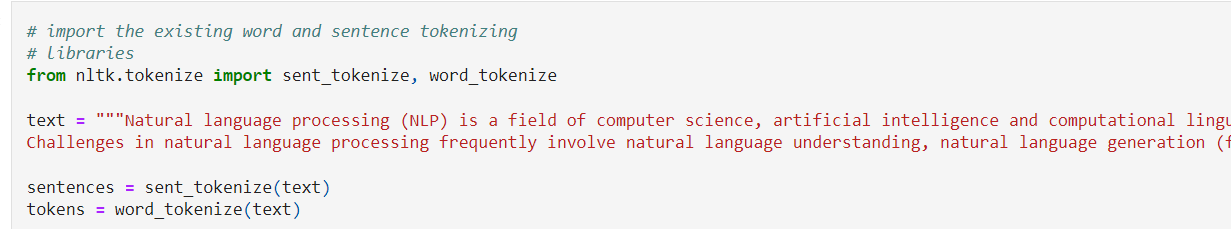 # import the existing word and sentence tokenizing
# libraries
from nltk.tokenize import sent_tokenize, word_tokenize
text = """Natural language processing (NLP) is a field of computer science, artificial intelligence and computational
Challenges in natural language processing frequently involve natural language understanding, natural language generation
sentences = sent_tokenize(text)
tokens = word_tokenize(text)